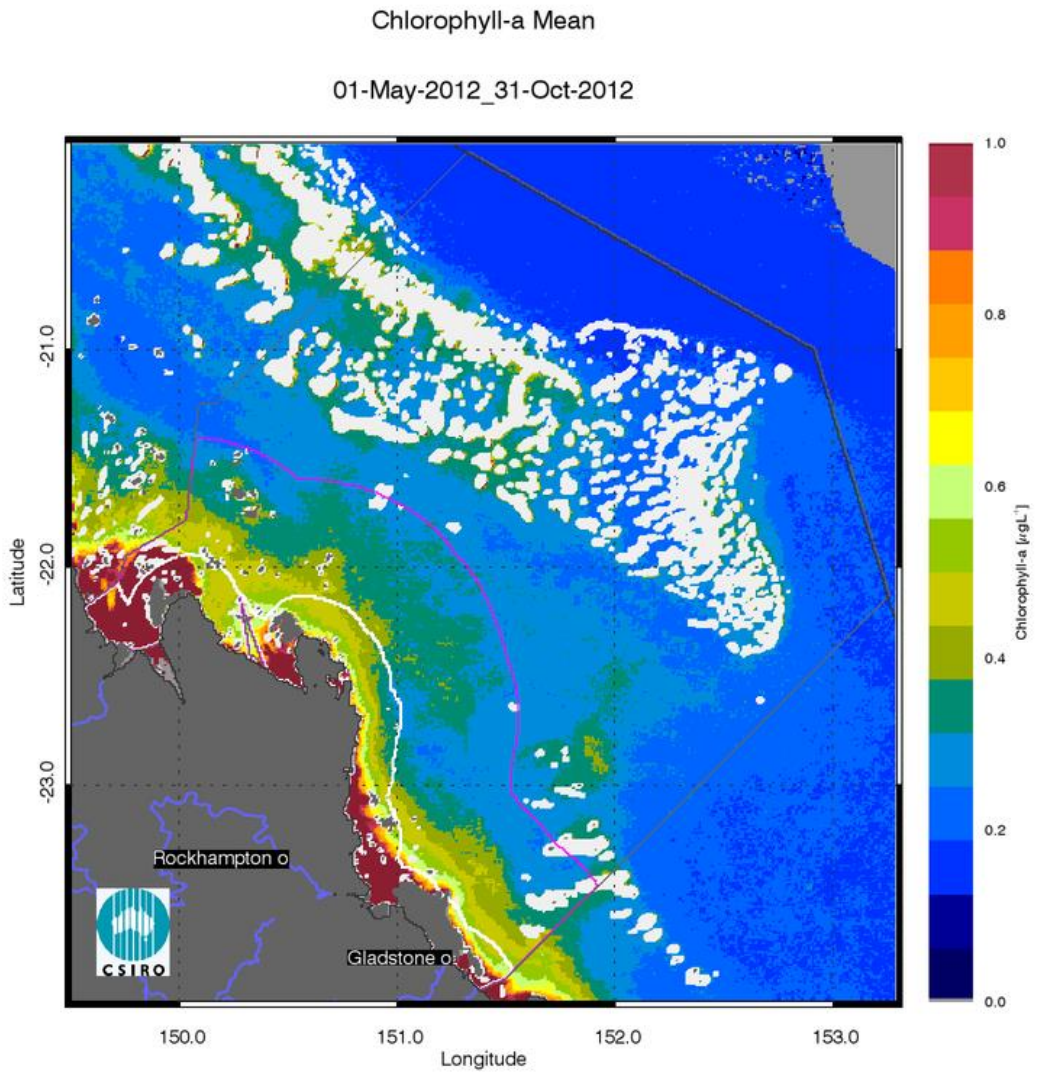 Chlorophyll-a Mean
01-May-2012_31-Oct-2012
Latitude
-21.0
-22.0
-23.0
Rockhampton o
Gladstone o
CSIRO
150.0 151.0 152.0 153.0
Longitude
1.0
0.8
0.6
0.4
0.2
0.0
Chlorophyll-a [μgL⁻¹]